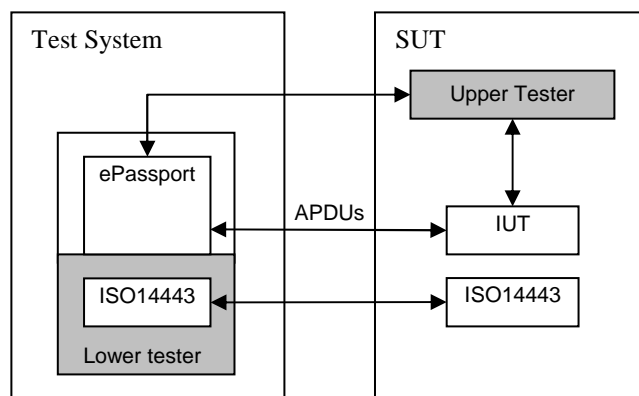 Test System
SUT
Upper Tester
ePassport
APDUs
IUT
ISO14443
ISO14443
Lower tester